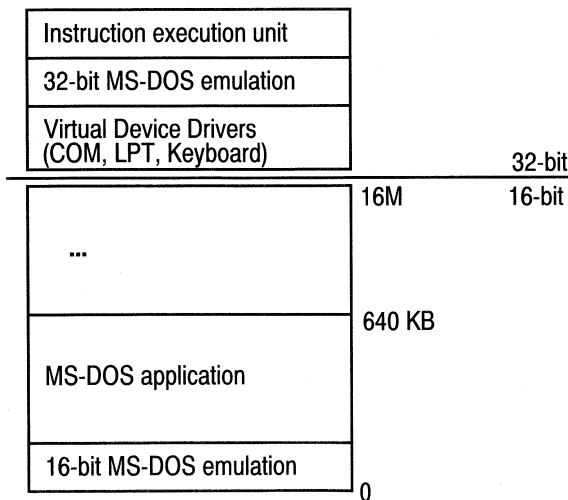 Instruction execution unit
32-bit MS-DOS emulation
Virtual Device Drivers
(COM, LPT, Keyboard)
32-bit
16M
16-bit
...
640 KB
MS-DOS application
16-bit MS-DOS emulation
0